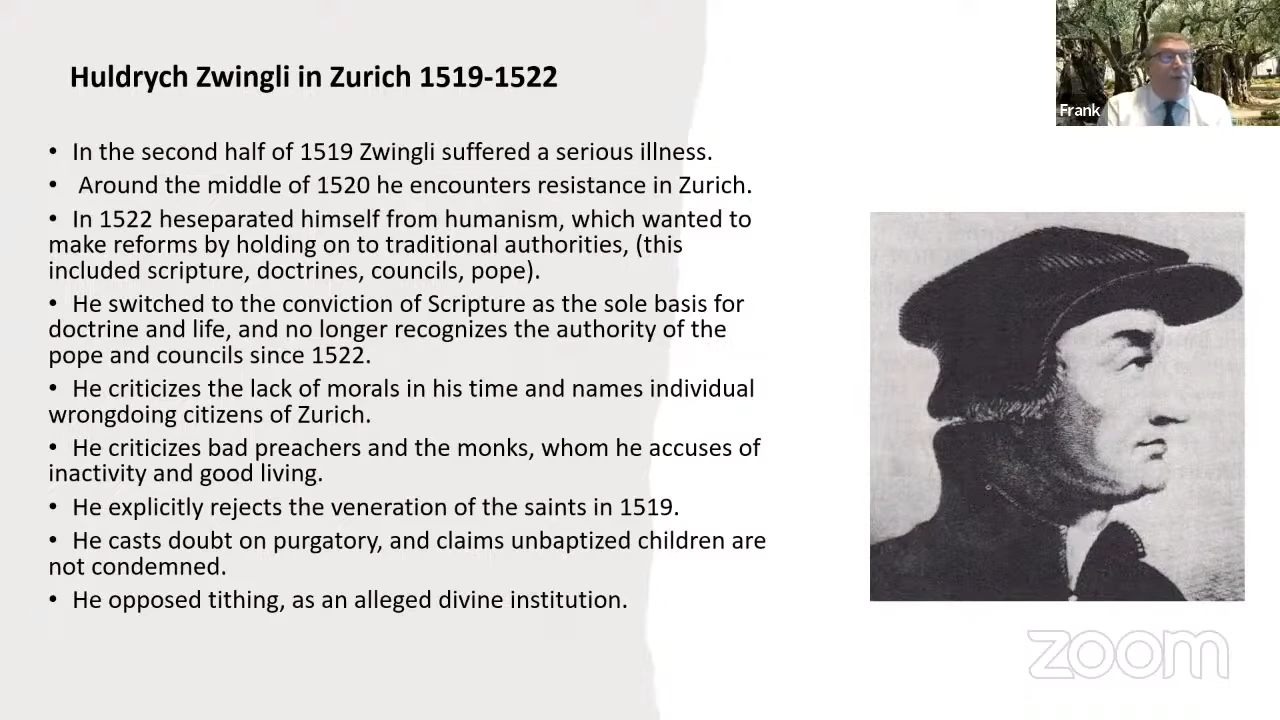 Huldrych Zwingli in Zurich 1519-1522
Frank
• In the second half of 1519 Zwingli suffered a serious illness.
• Around the middle of 1520 he encounters resistance in Zurich.
• In 1522 heseparated himself from humanism, which wanted to
make reforms by holding on to traditional authorities, (this
included scripture, doctrines, councils, pope).
• He switched to the conviction of Scripture as the sole basis for
doctrine and life, and no longer recognizes the authority of the
pope and councils since 1522.
• He criticizes the lack of morals in his time and names individual
wrongdoing citizens of Zurich.
• He criticizes bad preachers and the monks, whom he accuses of
inactivity and good living.
• He explicitly rejects the veneration of the saints in 1519.
• He casts doubt on purgatory, and claims unbaptized children are
not condemned.
• He opposed tithing, as an alleged divine institution.
zoom